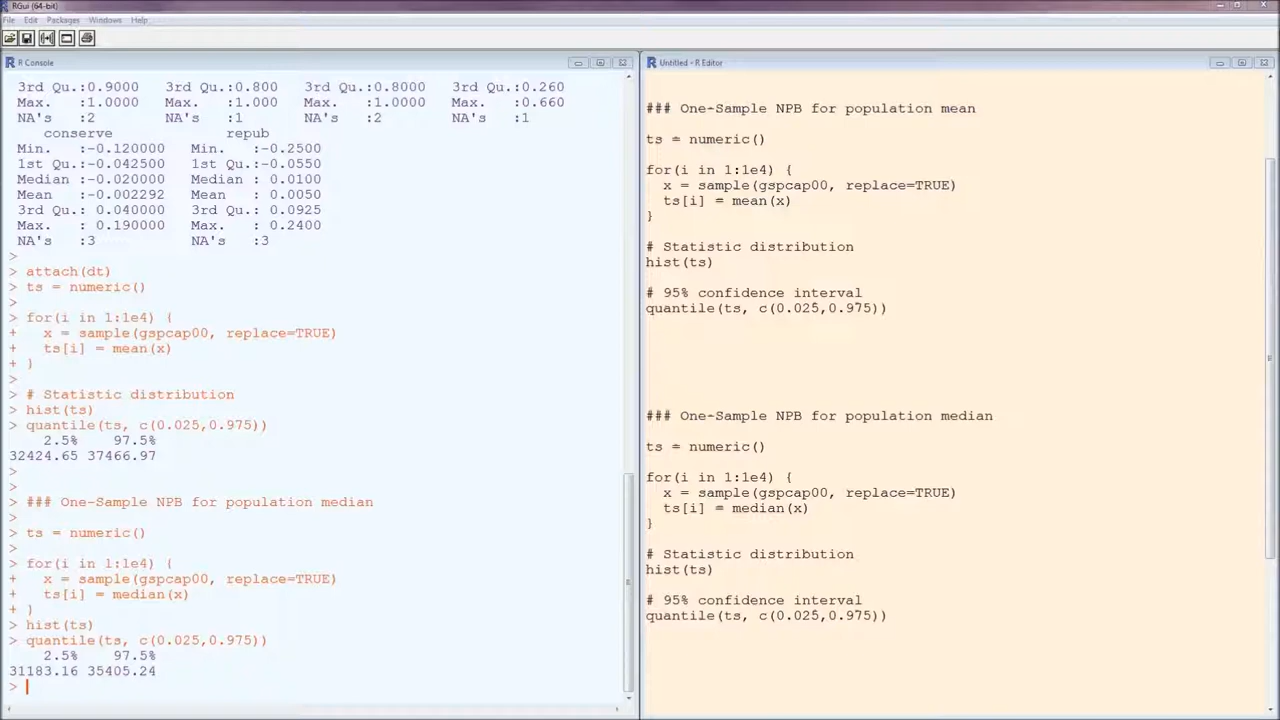 RGui (64-bit)
File Edit Packages Windows Help
R Console
3rd Qu.:0.9000   3rd Qu.:0.800   3rd Qu.:0.8000   3rd Qu.:0.260
Max.   :1.0000   Max.   :1.000   Max.   :1.0000   Max.   :0.660
NA's   :2        NA's   :1       NA's   :2        NA's   :1
conserve             repub
Min.   :-0.120000   Min.   :-0.2500
1st Qu.:-0.042500   1st Qu.:-0.0550
Median :-0.020000   Median : 0.0100
Mean   :-0.002292   Mean   : 0.0050
3rd Qu.: 0.040000   3rd Qu.: 0.0925
Max.   : 0.190000   Max.   : 0.2400
NA's   :3           NA's   :3
>
> attach(dt)
> ts = numeric()
>
> for(i in 1:1e4) {
+   x = sample(gspcap00, replace=TRUE)
+   ts[i] = mean(x)
+ }
>
> # Statistic distribution
> hist(ts)
> quantile(ts, c(0.025,0.975))
2.5%    97.5%
32424.65 37466.97
>
>
> ### One-Sample NPB for population median
>
> ts = numeric()
>
> for(i in 1:1e4) {
+   x = sample(gspcap00, replace=TRUE)
+   ts[i] = median(x)
+ }
> hist(ts)
> quantile(ts, c(0.025,0.975))
2.5%    97.5%
31183.16 35405.24
>
Untitled - R Editor
### One-Sample NPB for population mean
ts = numeric()
for(i in 1:1e4) {
x = sample(gspcap00, replace=TRUE)
ts[i] = mean(x)
}
# Statistic distribution
hist(ts)
# 95% confidence interval
quantile(ts, c(0.025,0.975))
### One-Sample NPB for population median
ts = numeric()
for(i in 1:1e4) {
x = sample(gspcap00, replace=TRUE)
ts[i] = median(x)
}
# Statistic distribution
hist(ts)
# 95% confidence interval
quantile(ts, c(0.025,0.975))